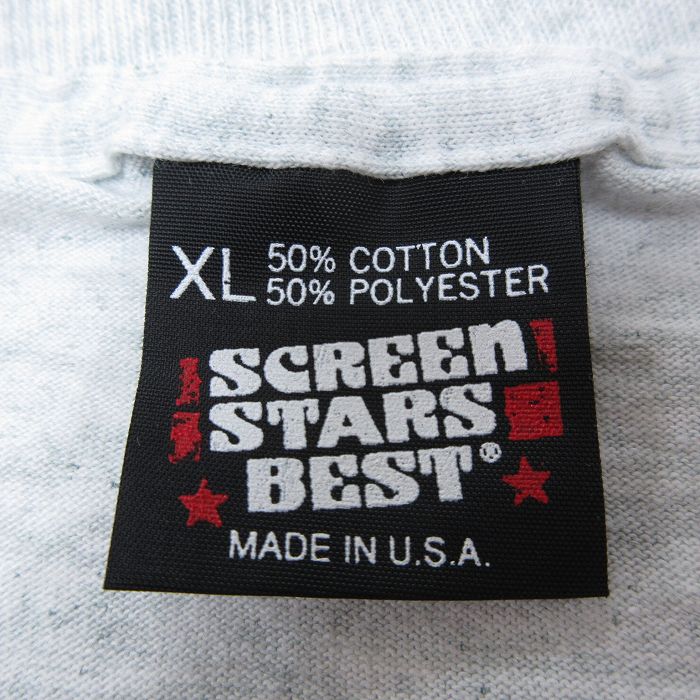 XL 50% COTTON
50% POLYESTER
SCREEN
STARS
BEST®
MADE IN U.S.A.